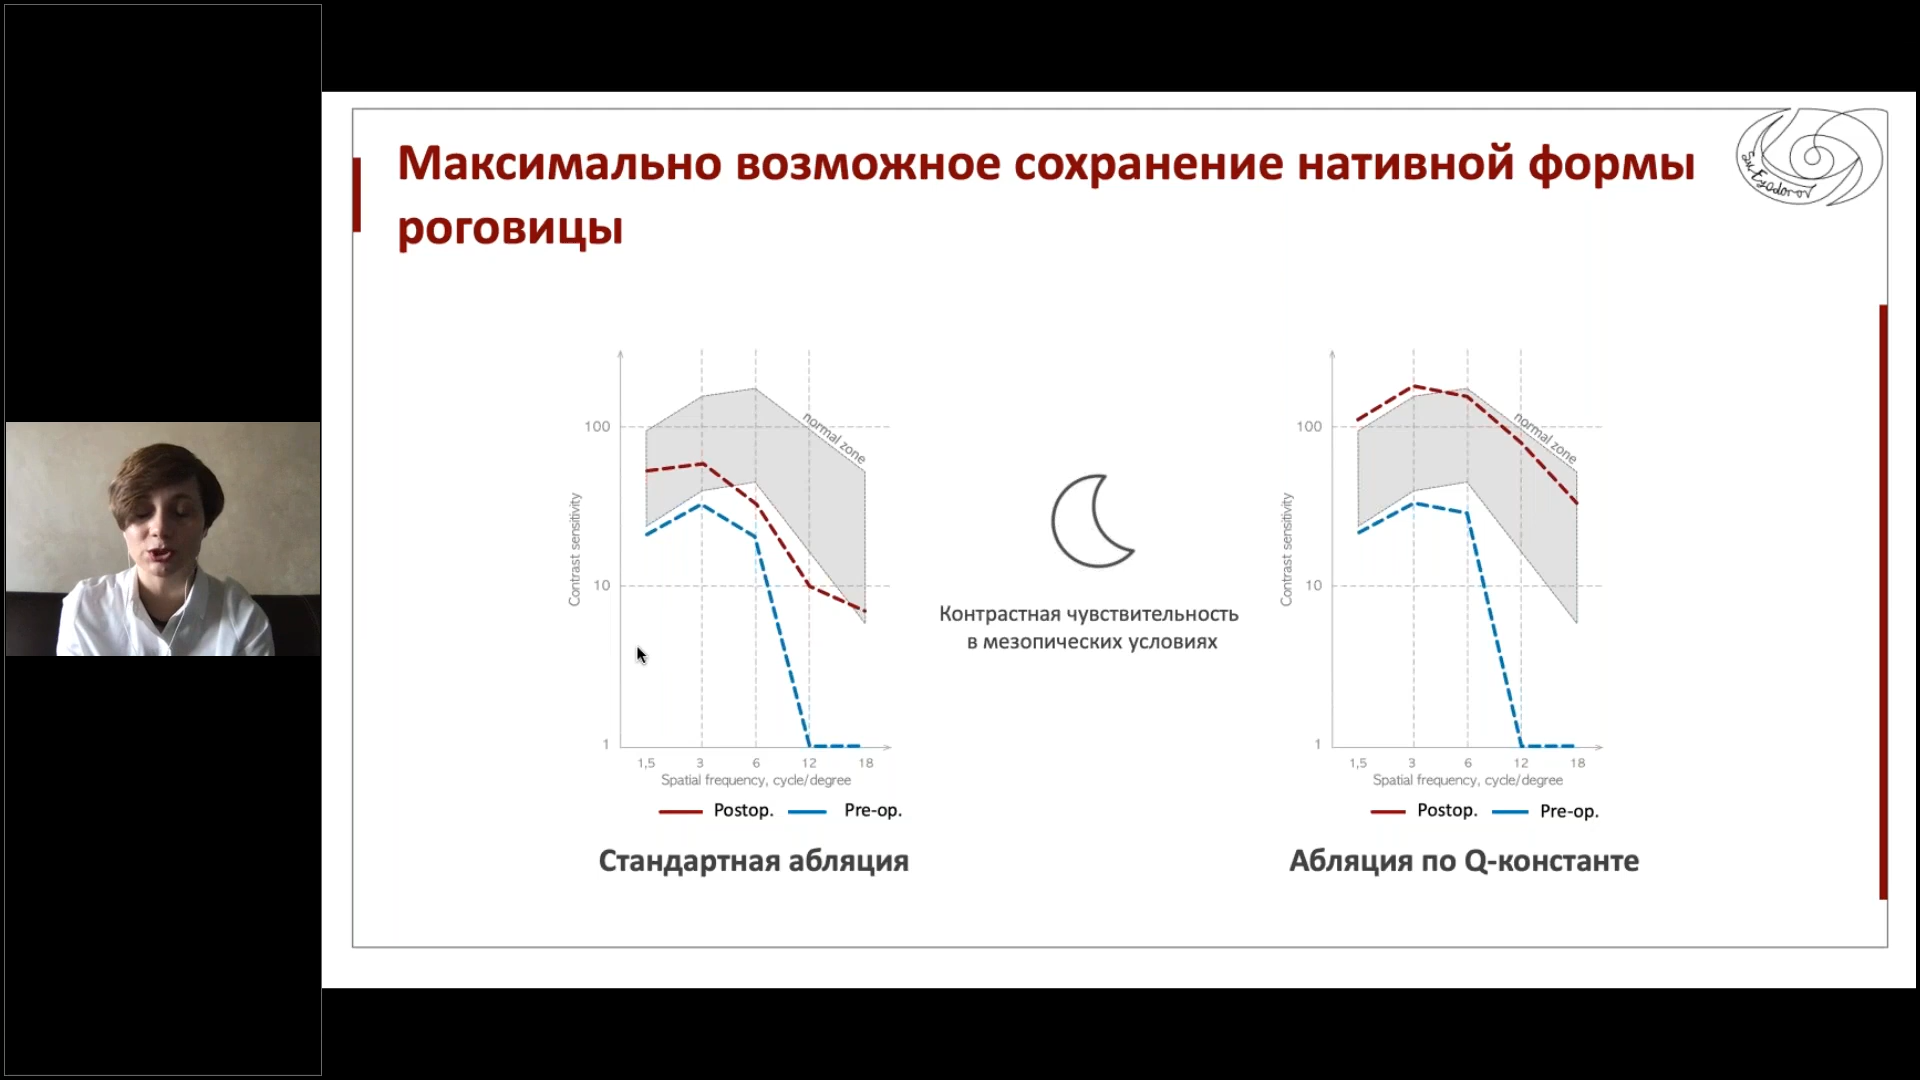 Максимально возможное сохранение нативной формы
роговицы
Sv. Fyodorov
100
10
1
Contrast sensitivity
normal zone
1,5 3 6 12 18
Spatial frequency, cycle/degree
Postop. Pre-op.
Стандартная абляция
Контрастная чувствительность
в мезопических условиях
100
10
1
Contrast sensitivity
normal zone
1,5 3 6 12 18
Spatial frequency, cycle/degree
Postop. Pre-op.
Абляция по Q-константе